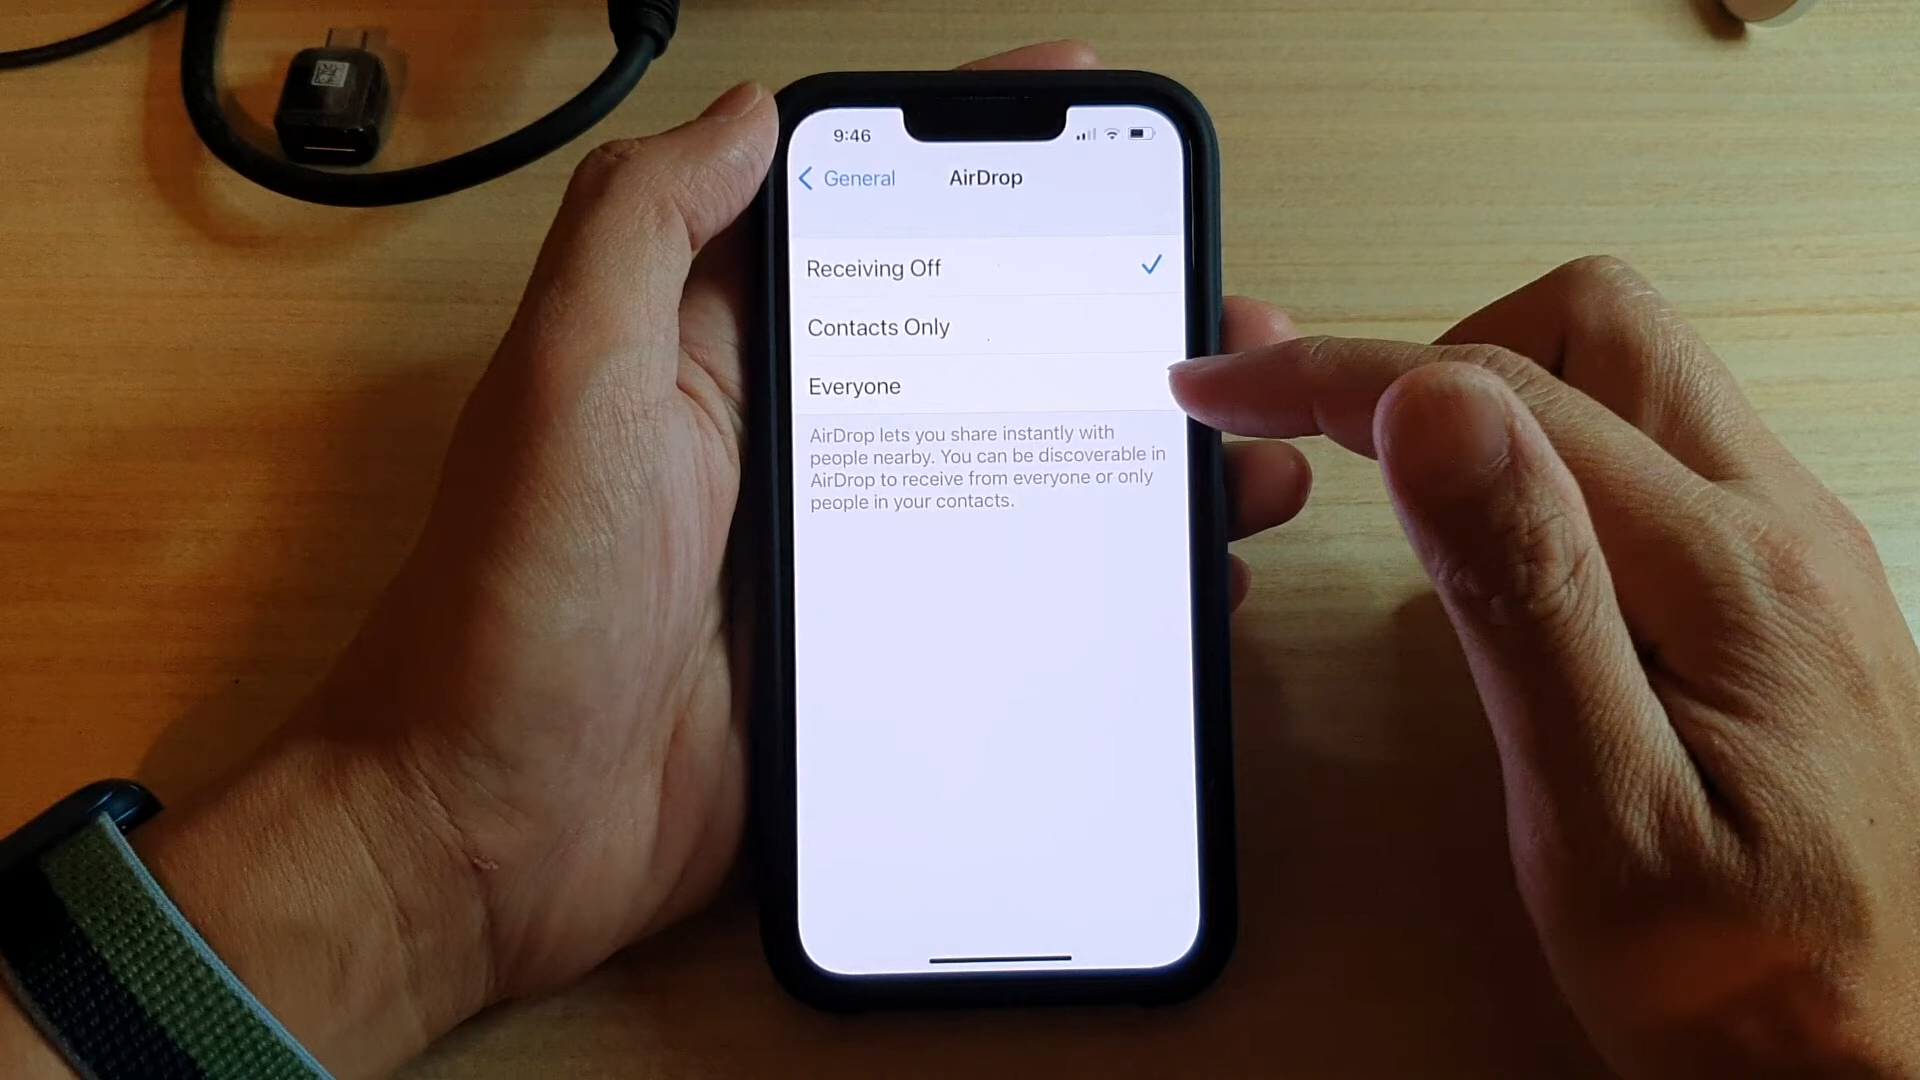 9:46
General
AirDrop
Receiving Off
Contacts Only
Everyone
AirDrop lets you share instantly with
people nearby. You can be discoverable in
AirDrop to receive from everyone or only
people in your contacts.